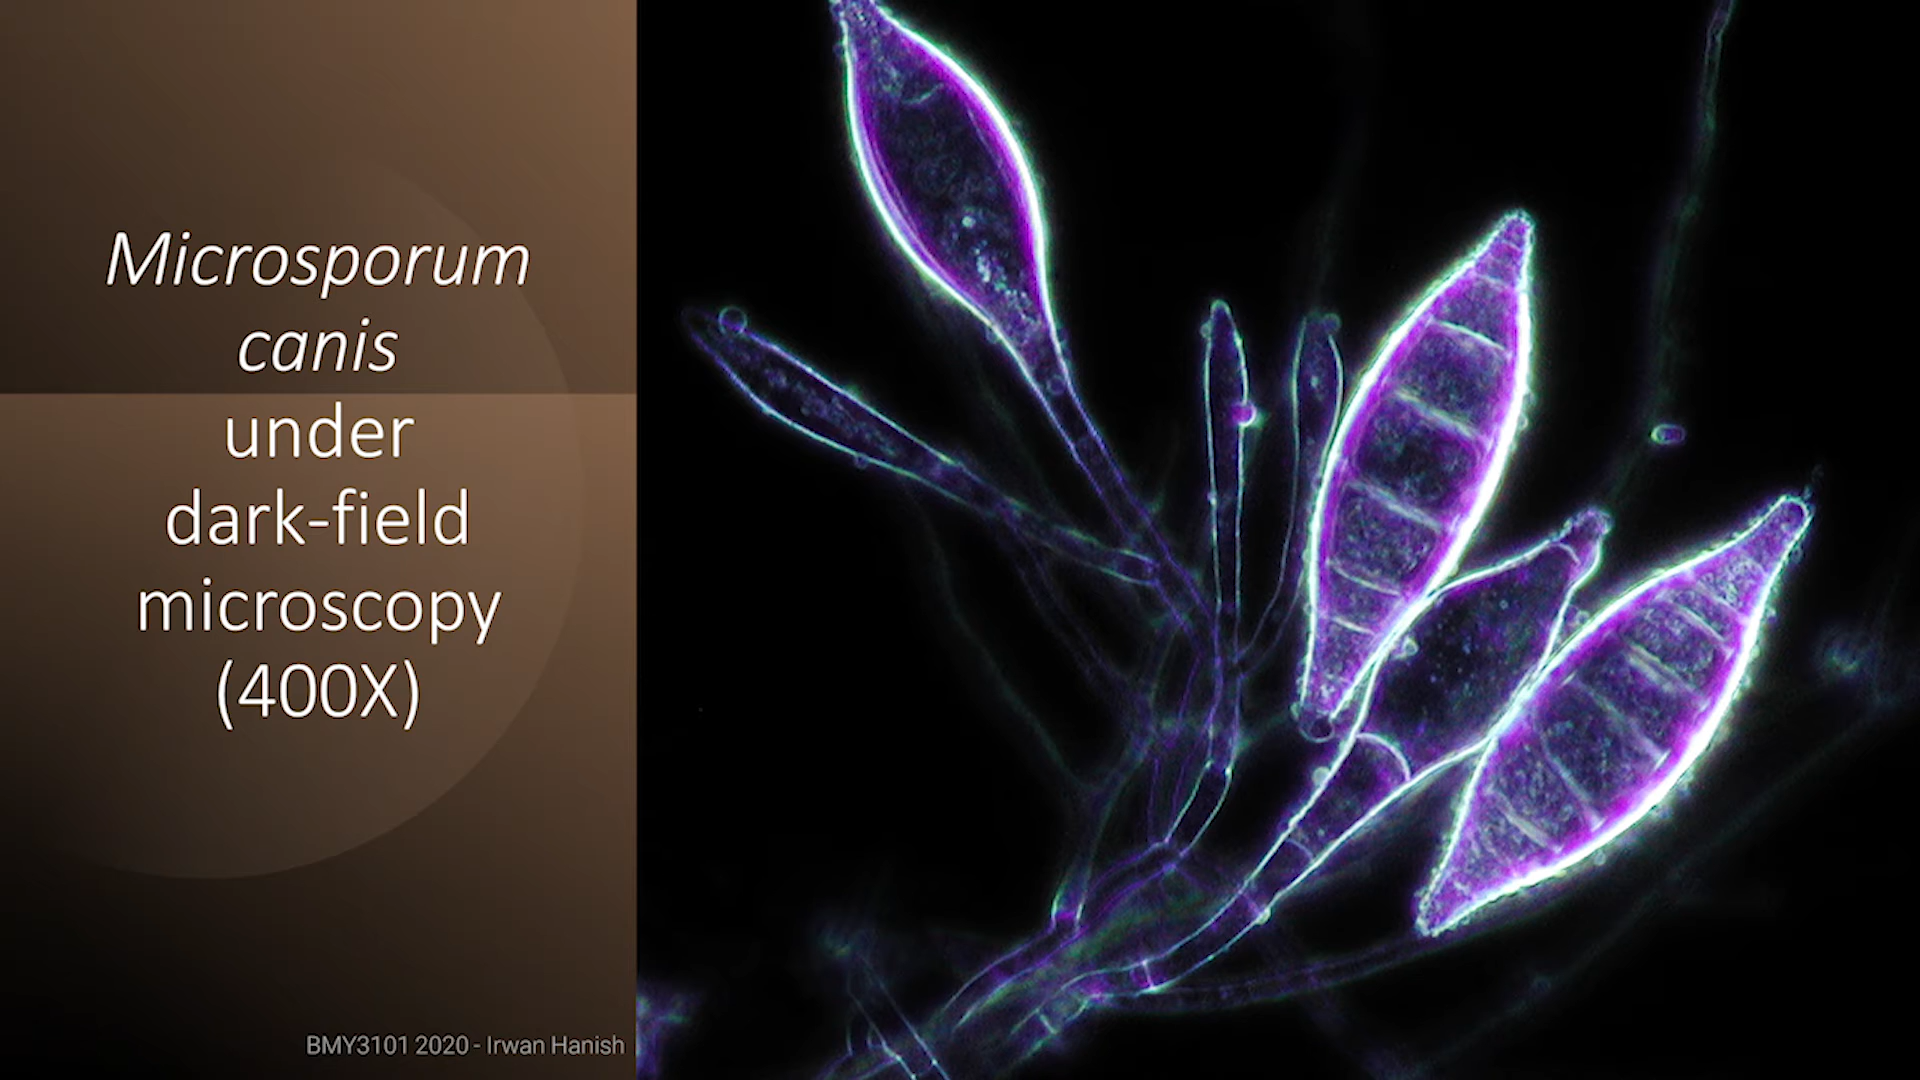 Microsporum
canis
under
dark-field
microscopy
(400X)
BMY3101 2020 - Irwan Hanish